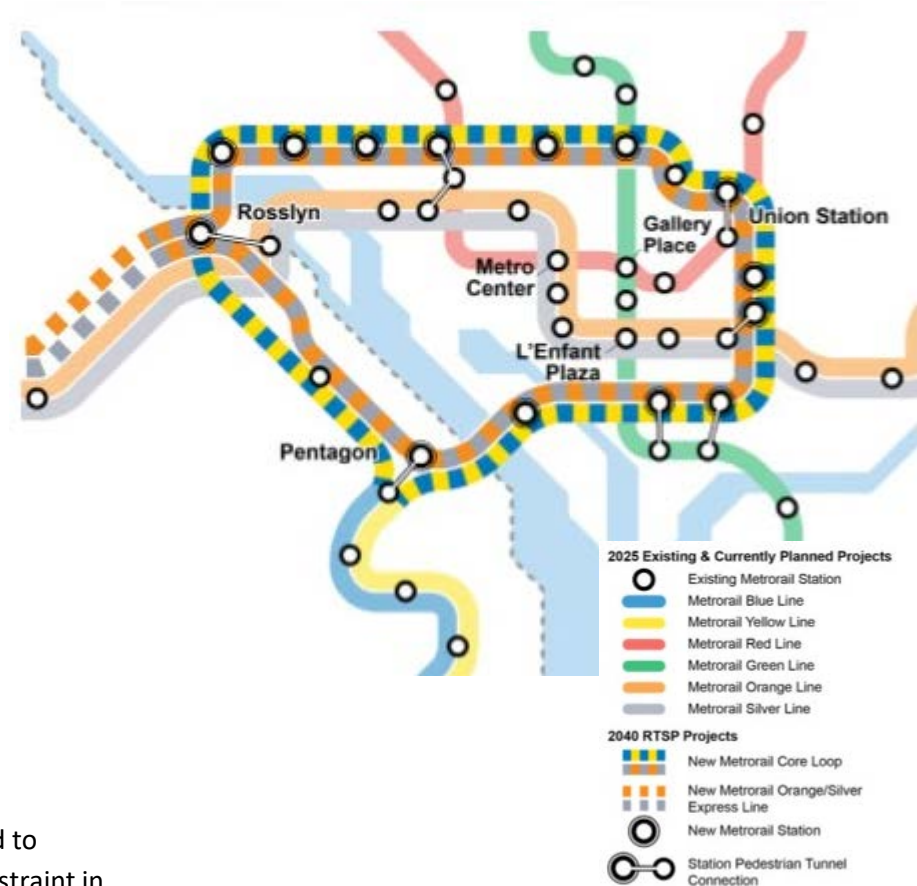 Rosslyn
Union Station
Gallery
Place
Metro
Center
L'Enfant
Plaza
Pentagon
2025 Existing & Currently Planned Projects
Existing Metrorail Station
Metrorail Blue Line
Metrorail Yellow Line
Metrorail Red Line
Metrorail Green Line
Metrorail Orange Line
Metrorail Silver Line
2040 RTSP Projects
New Metrorail Core Loop
New Metrorail Orange/Silver
Express Line
New Metrorail Station
Station Pedestrian Tunnel
Connection
to
in